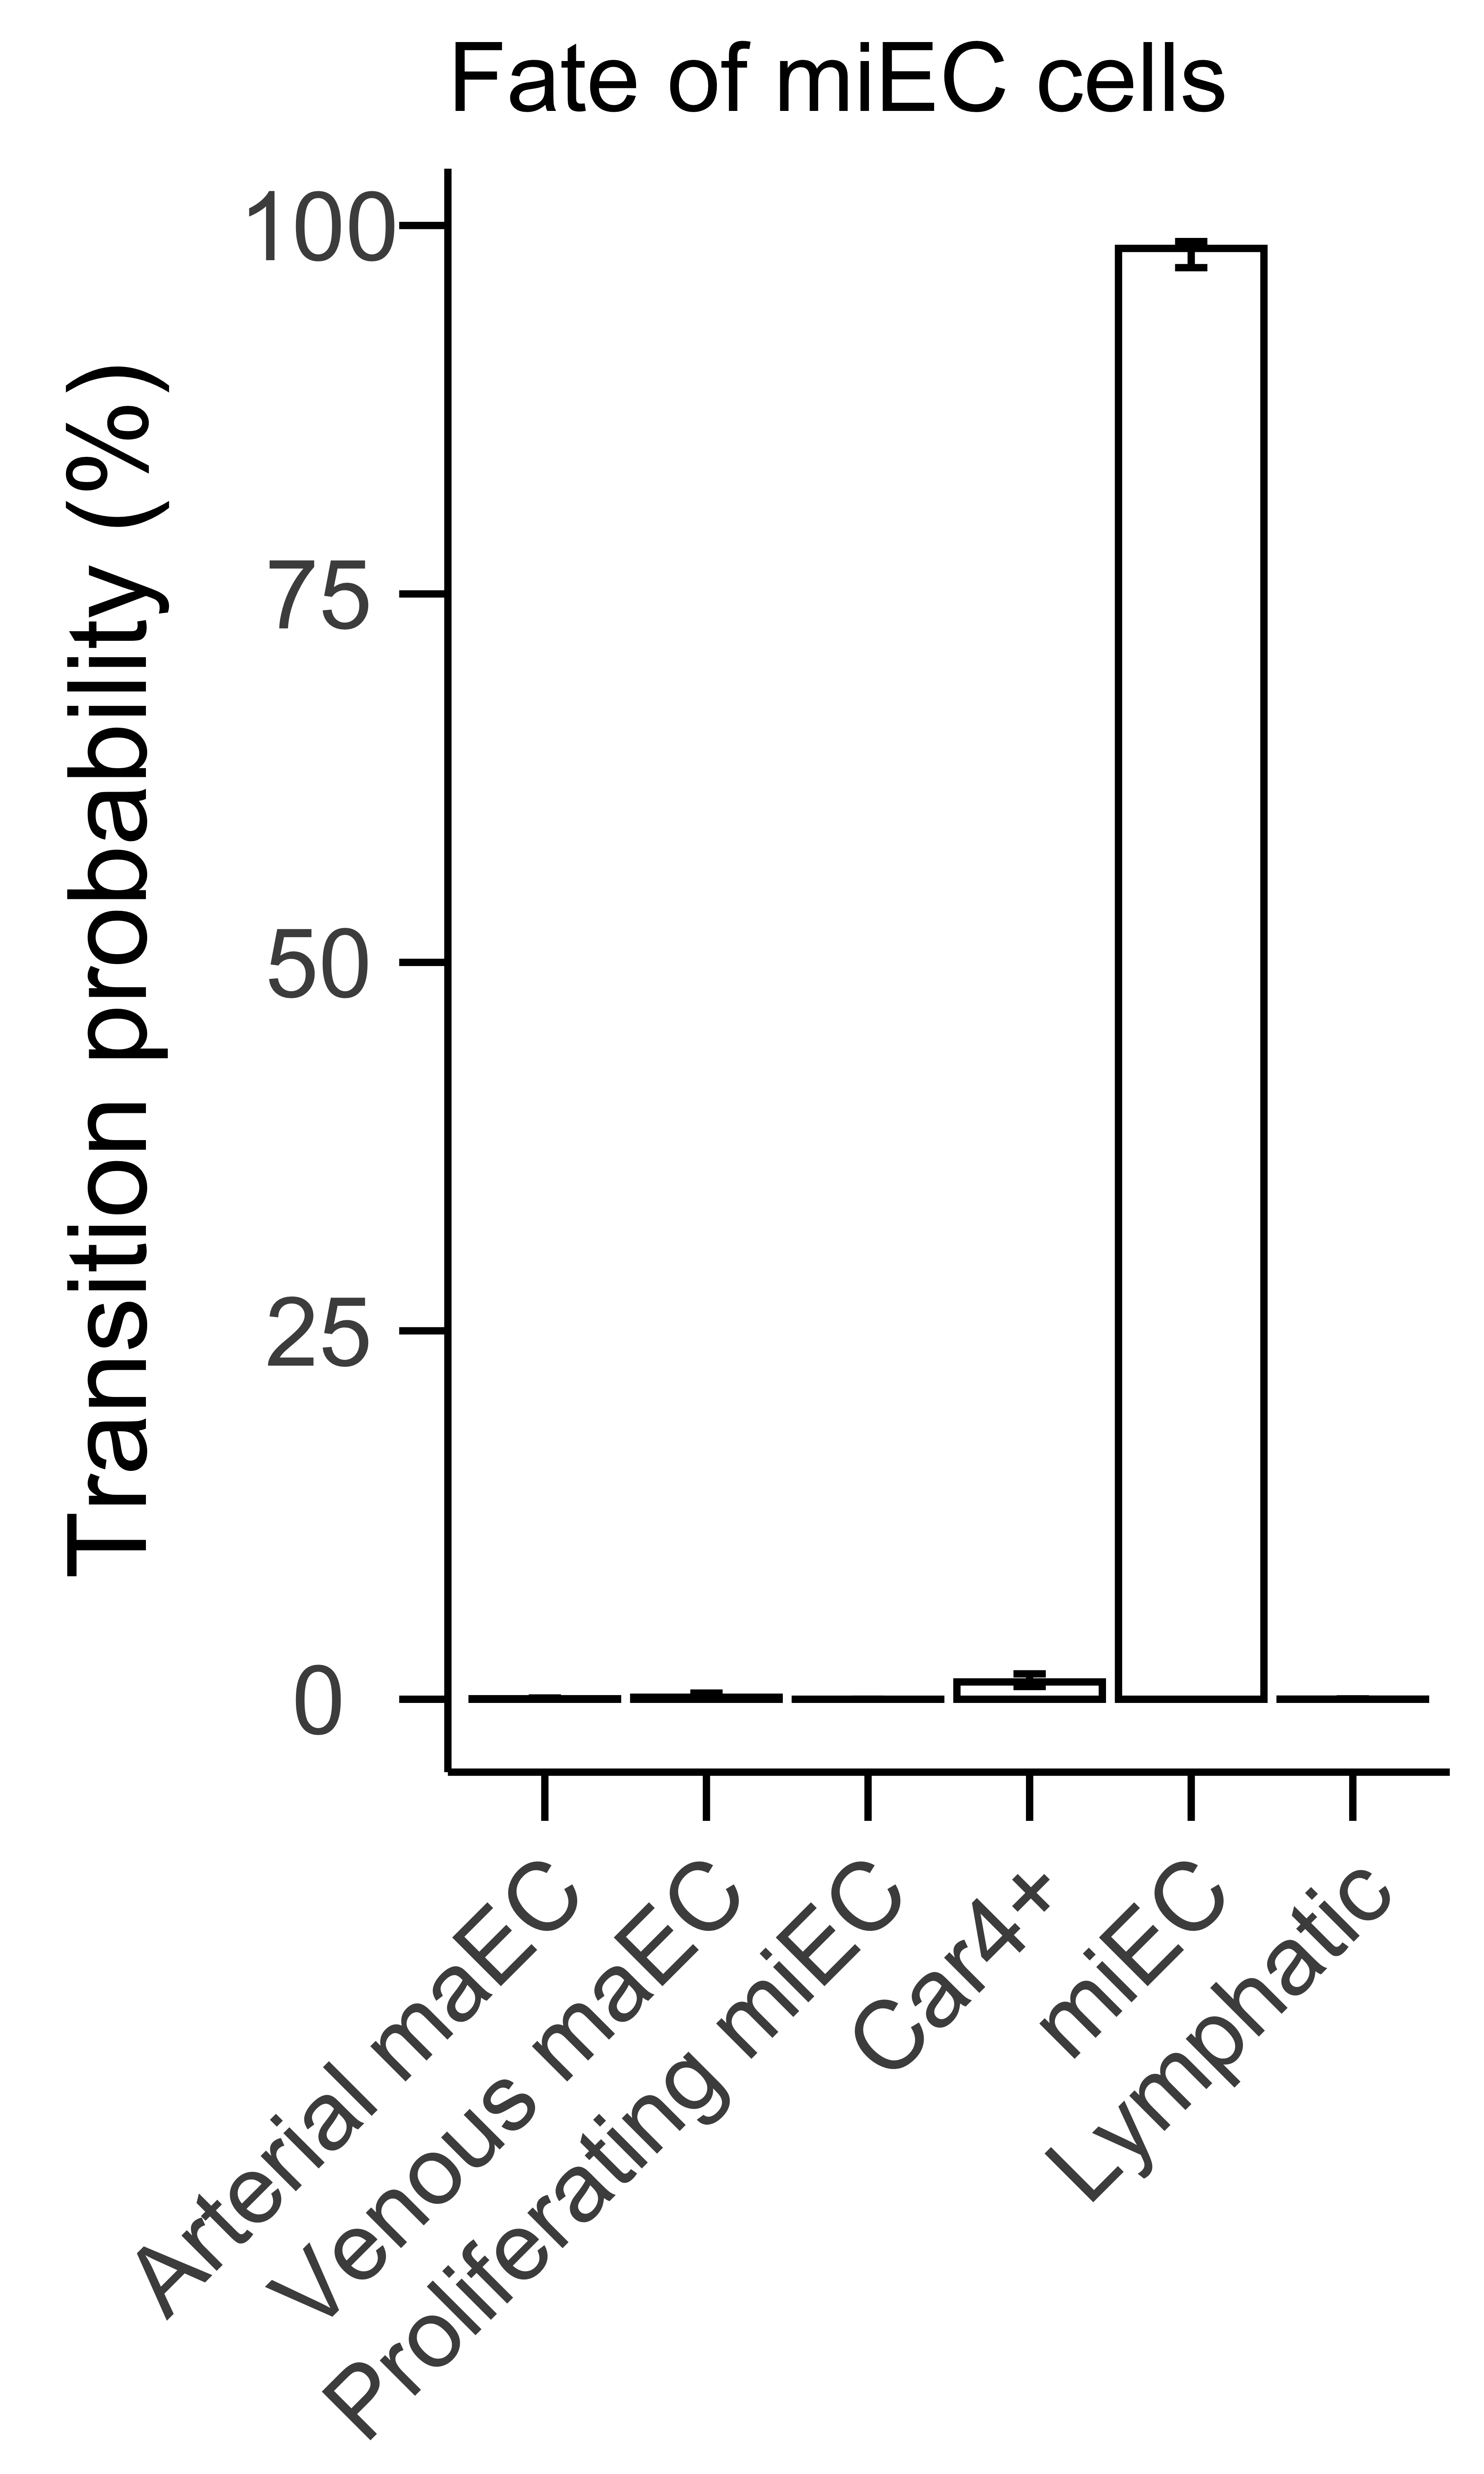 Fate of miEC cells
Transition probability (%)
100
75
50
25
0
Arterial maEC
Venous maEC
Proliferating miEC
Car4+
miEC
Lymphatic